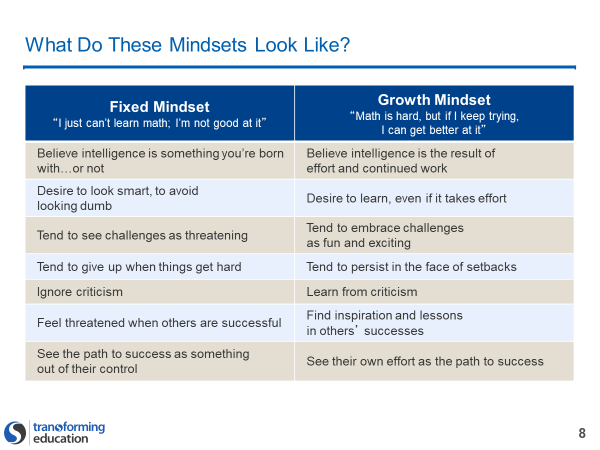 What Do These Mindsets Look Like?
Fixed Mindset
“I just can’t learn math; I’m not good at it”
Growth Mindset
“Math is hard, but if I keep trying,
I can get better at it”
Believe intelligence is something you’re born
with…or not
Believe intelligence is the result of
effort and continued work
Desire to look smart, to avoid
looking dumb
Desire to learn, even if it takes effort
Tend to see challenges as threatening
Tend to embrace challenges
as fun and exciting
Tend to give up when things get hard
Tend to persist in the face of setbacks
Ignore criticism
Learn from criticism
Feel threatened when others are successful
Find inspiration and lessons
in others’ successes
See the path to success as something
out of their control
See their own effort as the path to success
transforming
education
8